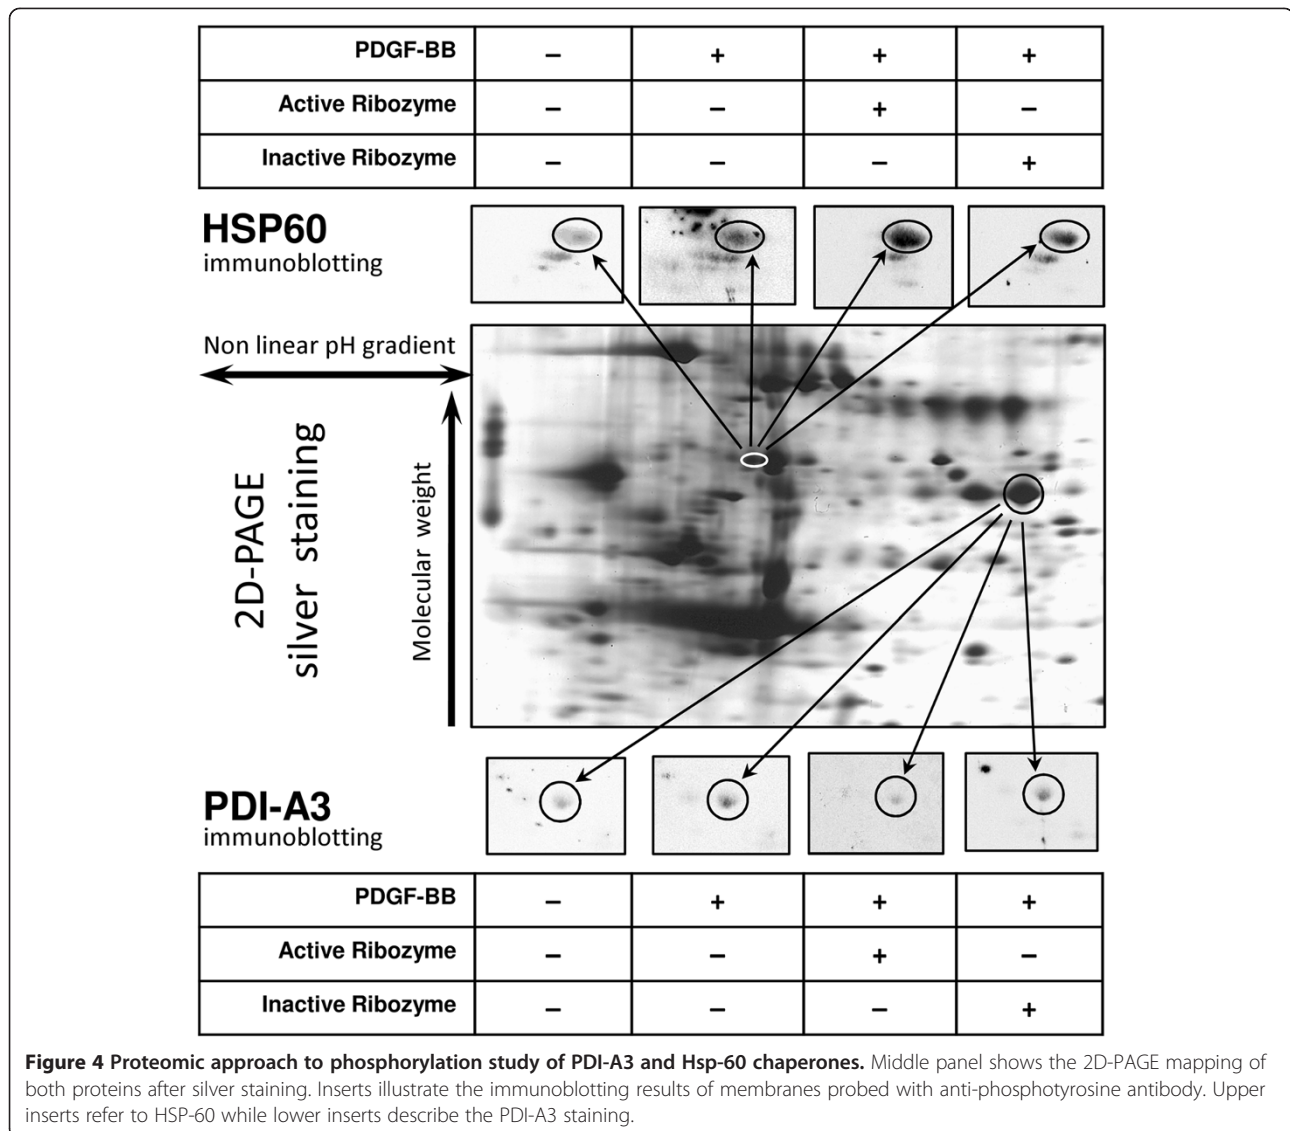 PDGF-BB – + + +
Active Ribozyme – – + –
Inactive Ribozyme – – – +
HSP60
immunoblotting
Non linear pH gradient
2D-PAGE
silver staining
Molecular weight
PDI-A3
immunoblotting
PDGF-BB – + + +
Active Ribozyme – – + –
Inactive Ribozyme – – – +
Figure 4 Proteomic approach to phosphorylation study of PDI-A3 and Hsp-60 chaperones. Middle panel shows the 2D-PAGE mapping of
both proteins after silver staining. Inserts illustrate the immunoblotting results of membranes probed with anti-phosphotyrosine antibody. Upper
inserts refer to HSP-60 while lower inserts describe the PDI-A3 staining.